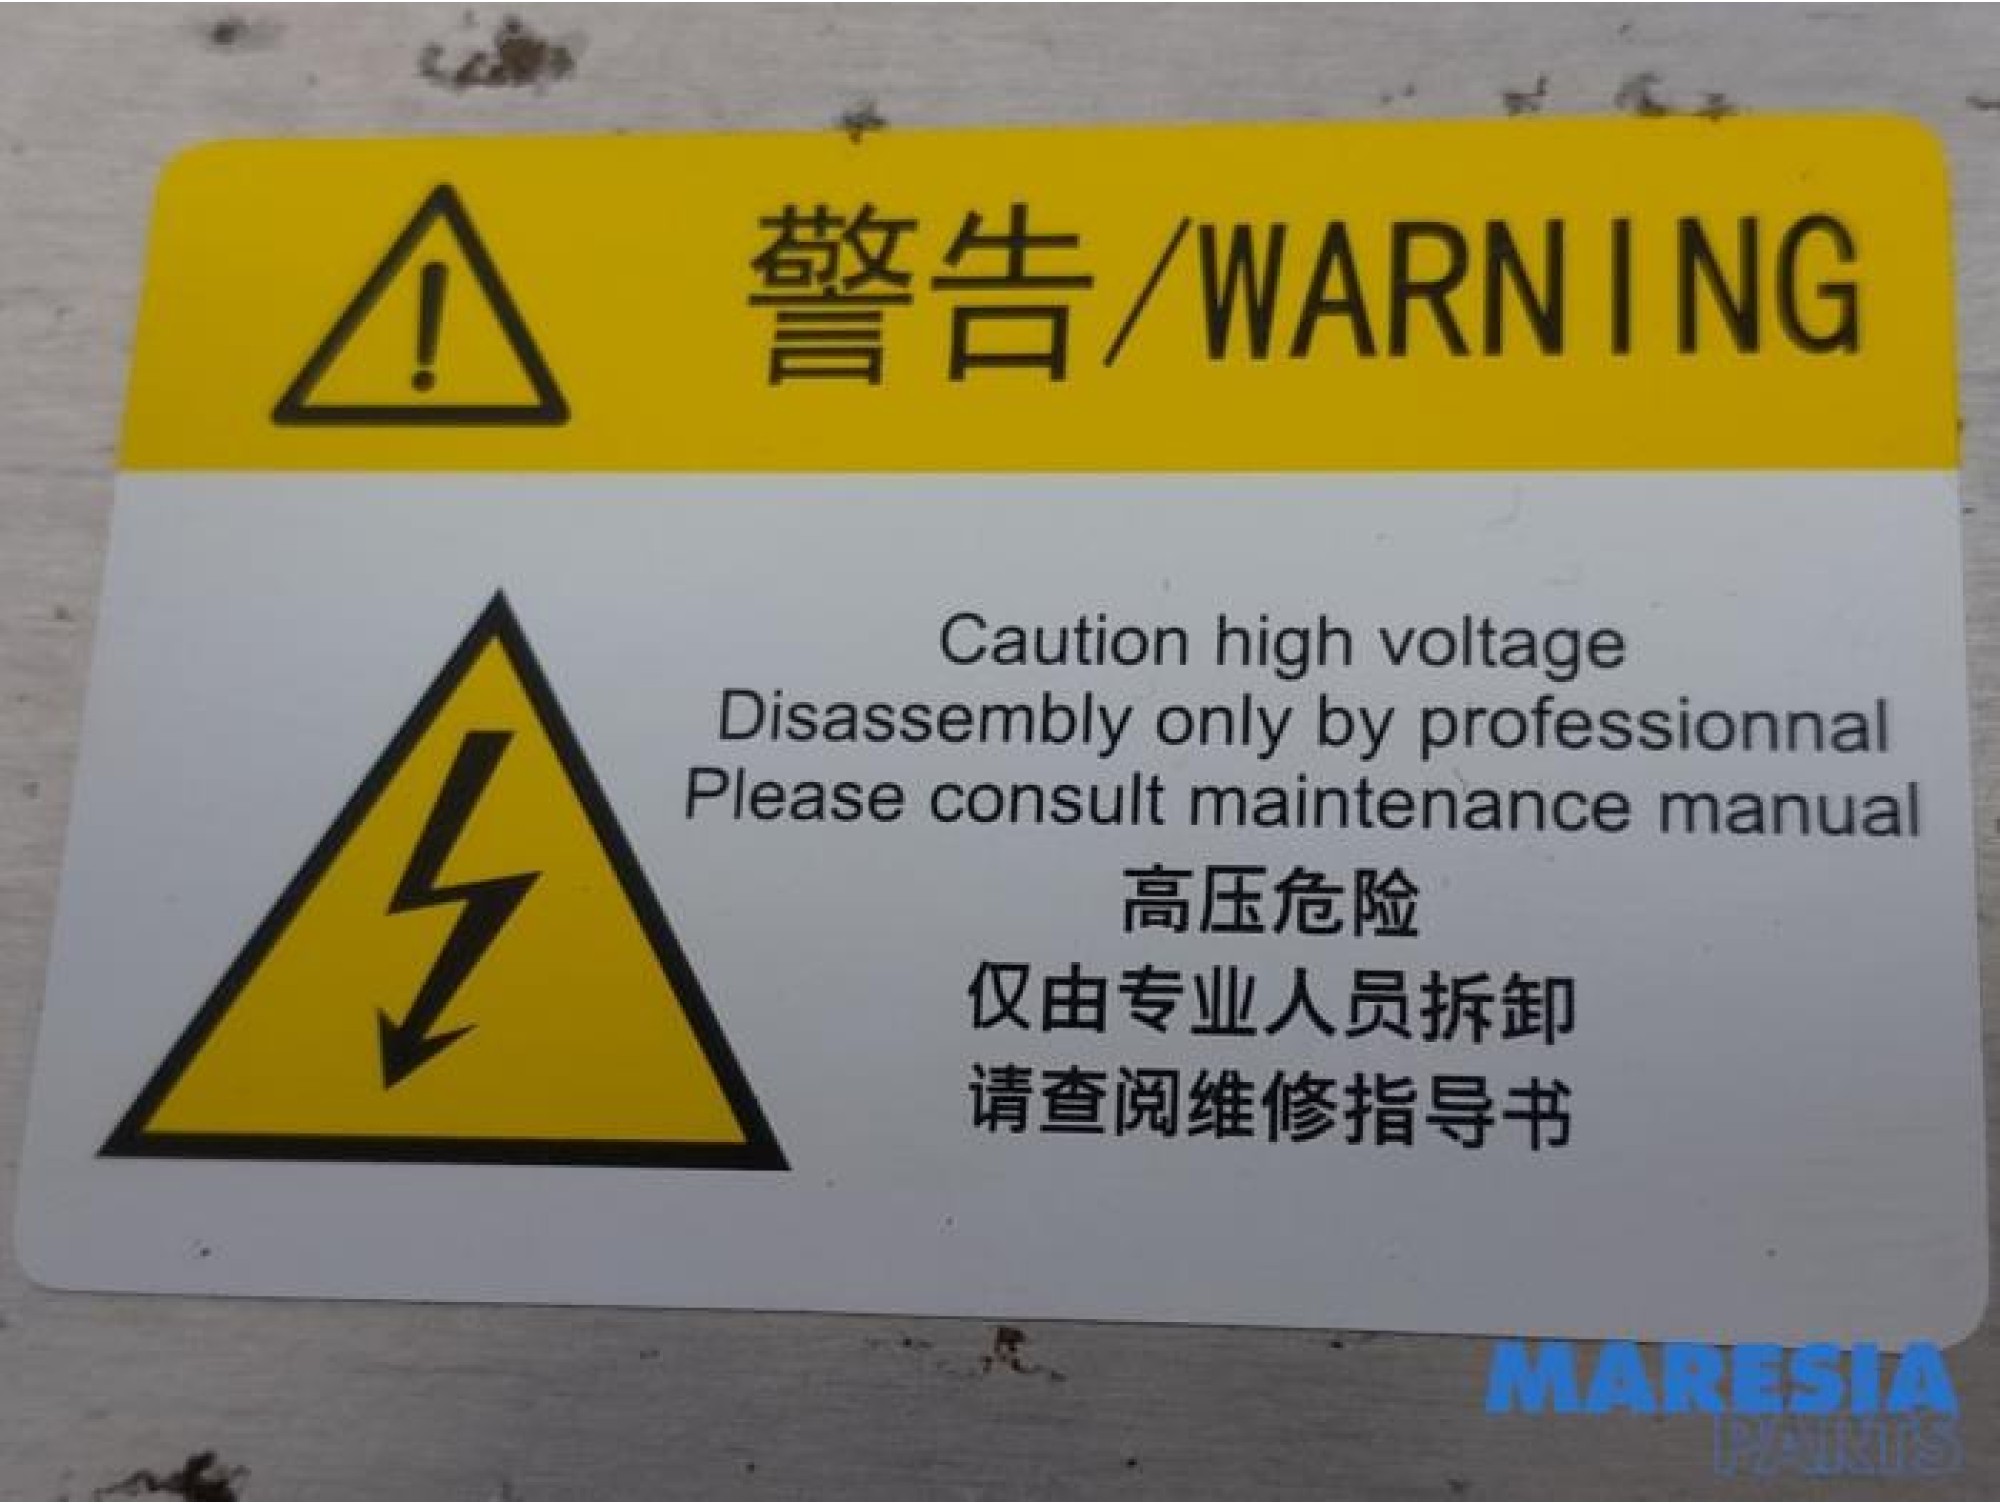 警告/WARNING
Caution high voltage
Disassembly only by professionnal
Please consult maintenance manual
高压危险
仅由专业人员拆卸
请查阅维修指导书
MARESIA
PARTS